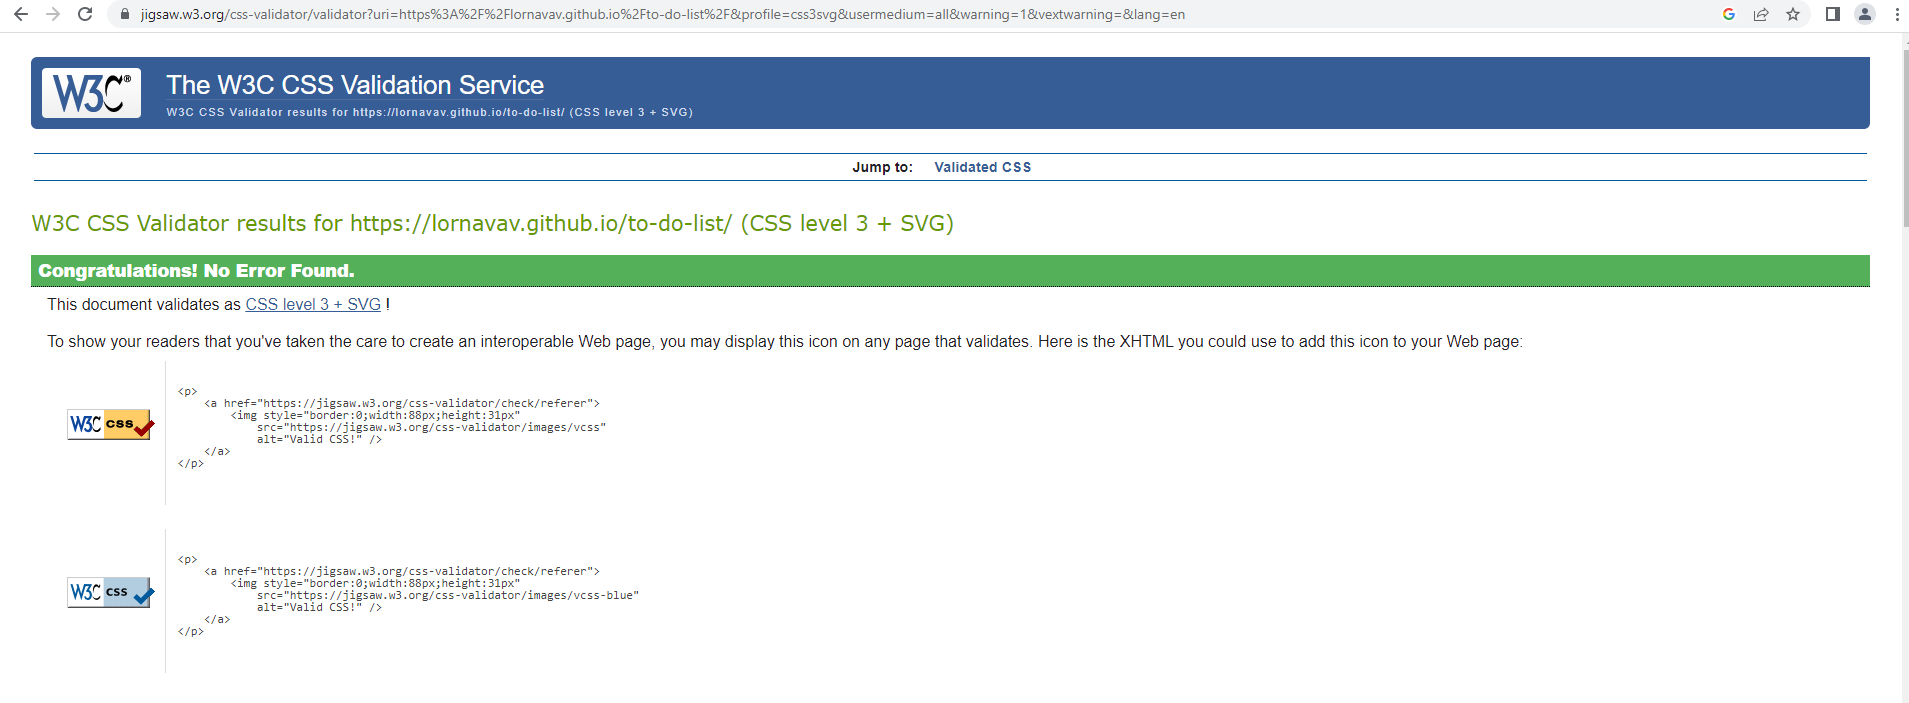 jigsaw.w3.org/css-validator/validator?uri=https%3A%2F%2Flornavav.github.io%2Fto-do-list%2F&profile=css3svg&usermedium=all&warning=1&vextwarning=&lang=en
W3C®
The W3C CSS Validation Service
W3C CSS Validator results for https://lornavav.github.io/to-do-list/ (CSS level 3 + SVG)
Jump to: Validated CSS
W3C CSS Validator results for https://lornavav.github.io/to-do-list/ (CSS level 3 + SVG)
Congratulations! No Error Found.
This document validates as CSS level 3 + SVG !
To show your readers that you've taken the care to create an interoperable Web page, you may display this icon on any page that validates. Here is the XHTML you could use to add this icon to your Web page:
W3C css
<p>
    <a href="https://jigsaw.w3.org/css-validator/check/referer">
        <img style="border:0;width:88px;height:31px"
            src="https://jigsaw.w3.org/css-validator/images/vcss"
            alt="Valid CSS!" />
    </a>
</p>
W3C css
<p>
    <a href="https://jigsaw.w3.org/css-validator/check/referer">
        <img style="border:0;width:88px;height:31px"
            src="https://jigsaw.w3.org/css-validator/images/vcss-blue"
            alt="Valid CSS!" />
    </a>
</p>